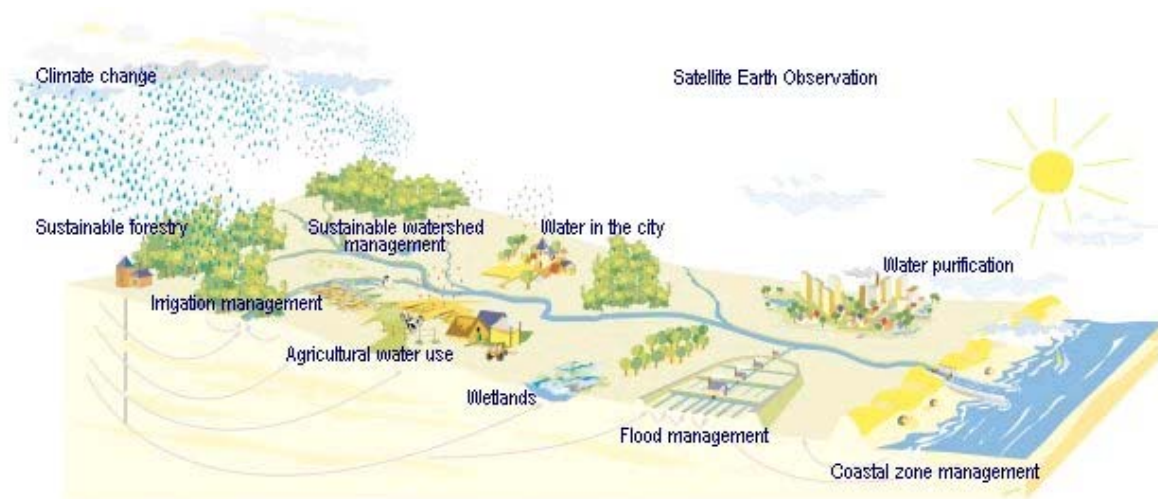 Climate change
Satellite Earth Observation
Sustainable forestry
Sustainable watershed
management
Water in the city
Water purification
Irrigation management
Agricultural water use
Wetlands
Flood management
Coastal zone management